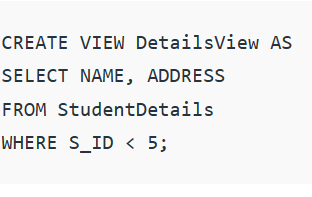 CREATE VIEW DetailsView AS
SELECT NAME, ADDRESS
FROM StudentDetails
WHERE S_ID < 5;